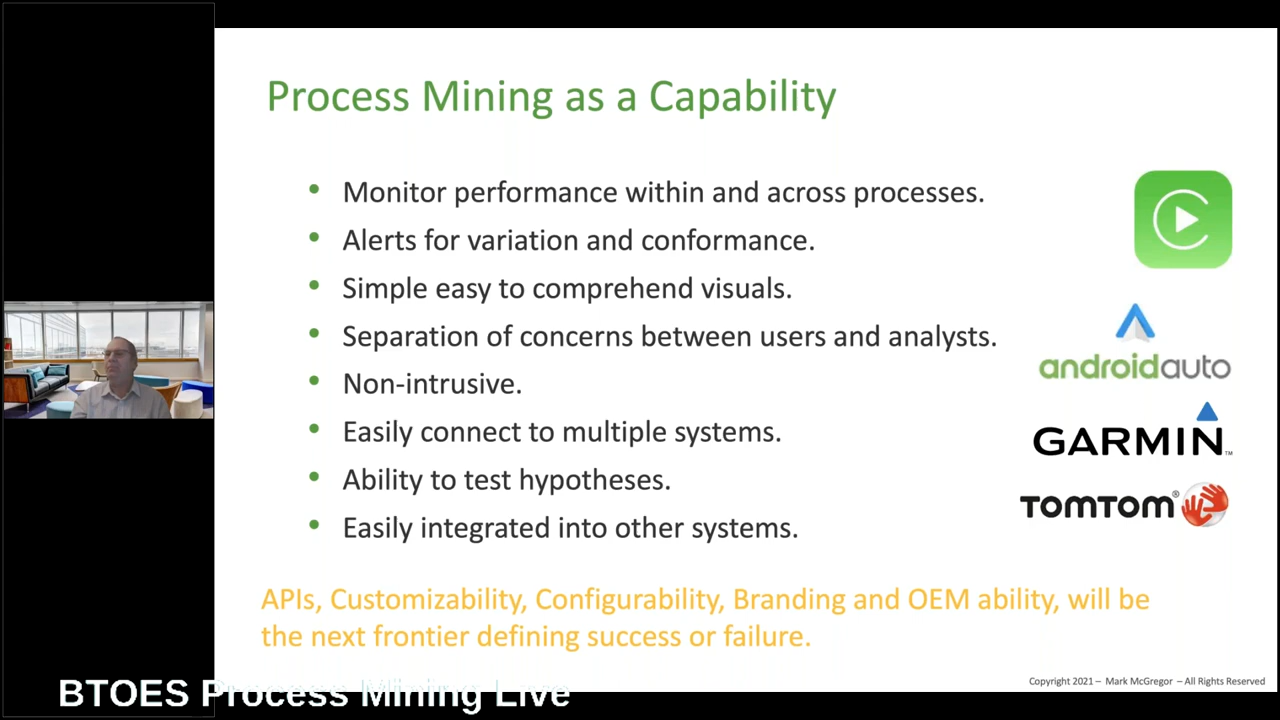 Process Mining as a Capability
• Monitor performance within and across processes.
• Alerts for variation and conformance.
• Simple easy to comprehend visuals.
• Separation of concerns between users and analysts.
• Non-intrusive.
• Easily connect to multiple systems.
• Ability to test hypotheses.
• Easily integrated into other systems.
androidauto
GARMIN™
TOMTOM®
APIs, Customizability, Configurability, Branding and OEM ability, will be
the next frontier defining success or failure.
Copyright 2021 – Mark McGregor – All Rights Reserved
BTOES Process Mining Live